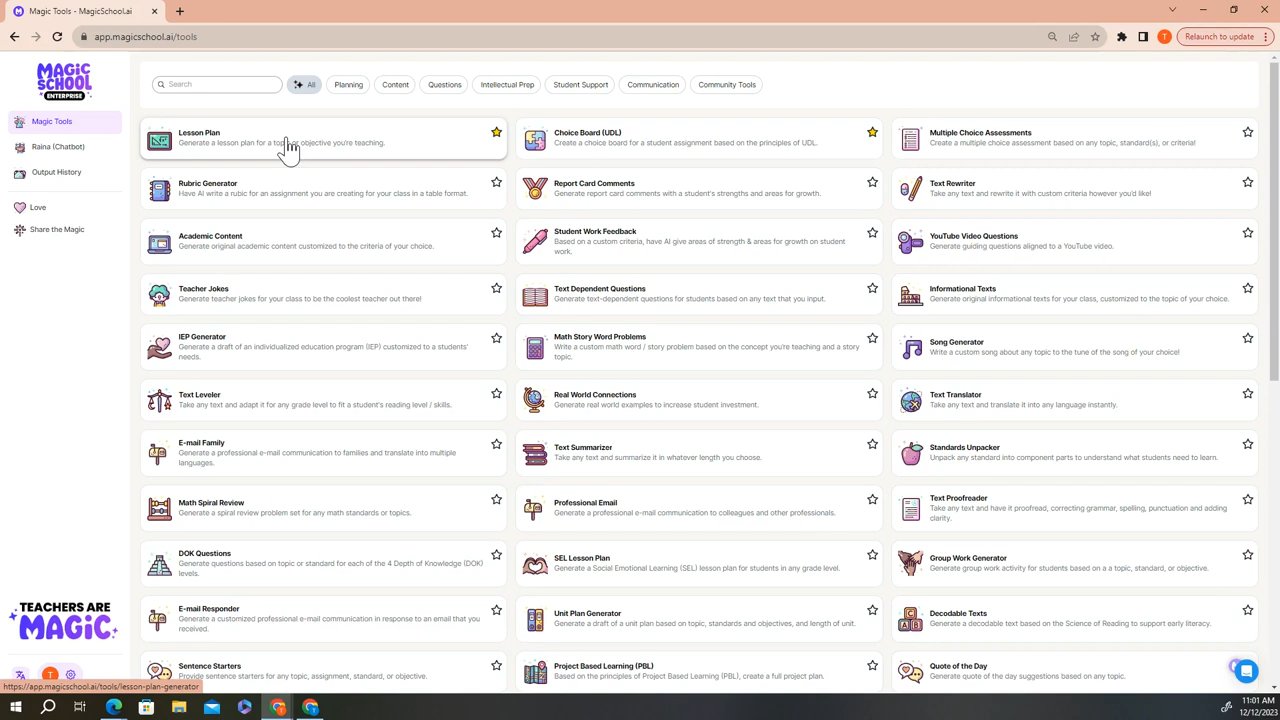 Magic Tools - MagicSchool.ai
app.magicschool.ai/tools
T
Relaunch to update
MAGIC
SCHOOL
ENTERPRISE
Magic Tools
Raina (Chatbot)
Output History
Love
Share the Magic
Search
All
Planning
Content
Questions
Intellectual Prep
Student Support
Communication
Community Tools
Lesson Plan
Generate a lesson plan for a topic or objective you're teaching.
Choice Board (UDL)
Create a choice board for a student assignment based on the principles of UDL.
Multiple Choice Assessments
Create a multiple choice assessment based on any topic, standard(s), or criteria!
Rubric Generator
Have AI write a rubric for an assignment you are creating for your class in a table format.
Report Card Comments
Generate report card comments with a student's strengths and areas for growth.
Text Rewriter
Take any text and rewrite it with custom criteria however you'd like!
Academic Content
Generate original academic content customized to the criteria of your choice.
Student Work Feedback
Based on a custom criteria, have AI give areas of strength & areas for growth on student
work.
YouTube Video Questions
Generate guiding questions aligned to a YouTube video.
Teacher Jokes
Generate teacher jokes for your class to be the coolest teacher out there!
Text Dependent Questions
Generate text-dependent questions for students based on any text that you input.
Informational Texts
Generate original informational texts for your class, customized to the topic of your choice.
IEP Generator
Generate a draft of an individualized education program (IEP) customized to a students'
needs.
Math Story Word Problems
Write a custom math word / story problem based on the concept you're teaching and a story
topic.
Song Generator
Write a custom song about any topic to the tune of the song of your choice!
Text Leveler
Take any text and adapt it for any grade level to fit a student's reading level / skills.
Real World Connections
Generate real world examples to increase student investment.
Text Translator
Take any text and translate it into any language instantly.
E-mail Family
Generate a professional e-mail communication to families and translate into multiple
languages.
Text Summarizer
Take any text and summarize it in whatever length you choose.
Standards Unpacker
Unpack any standard into component parts to understand what students need to learn.
Math Spiral Review
Generate a spiral review problem set for any math standards or topics.
Professional Email
Generate a professional e-mail communication to colleagues and other professionals.
Text Proofreader
Take any text and have it proofread, correcting grammar, spelling, punctuation and adding
clarity.
DOK Questions
Generate questions based on topic or standard for each of the 4 Depth of Knowledge (DOK)
levels.
SEL Lesson Plan
Generate a Social Emotional Learning (SEL) lesson plan for students in any grade level.
Group Work Generator
Generate group work activity for students based on a a topic, standard, or objective.
E-mail Responder
Generate a customized professional e-mail communication in response to an email that you
received.
Unit Plan Generator
Generate a draft of a unit plan based on topic, standards and objectives, and length of unit.
Decodable Texts
Generate a decodable text based on the Science of Reading to support early literacy.
Sentence Starters
Provide sentence starters for any topic, assignment, standard, or objective.
Project Based Learning (PBL)
Based on the principles of Project Based Learning (PBL), create a full project plan.
Quote of the Day
Generate quote of the day suggestions based on any topic.
TEACHERS ARE
MAGIC
T
https://app.magicschool.ai/tools/lesson-plan-generator
11:01 AM
12/12/2023